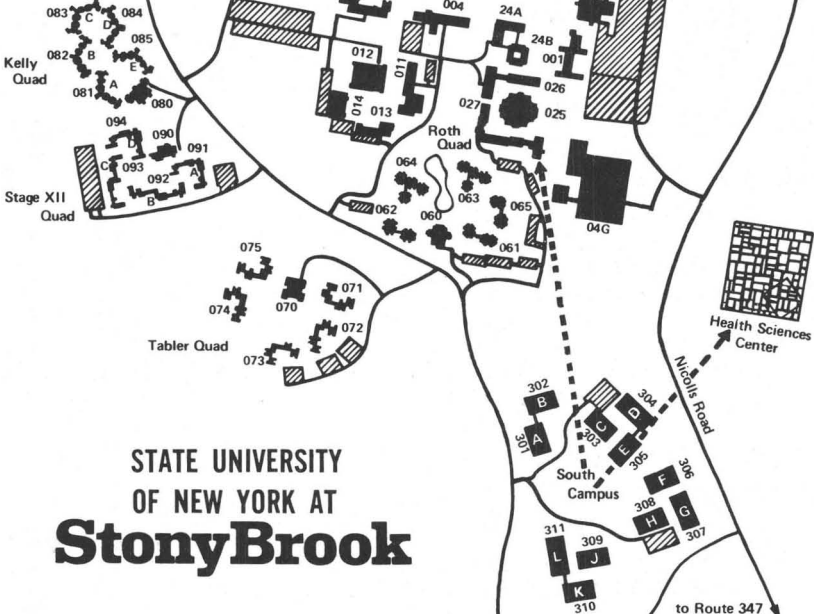 083
C
D
084
085
B
082
E
Kelly
Quad
A
081
080
094
D
090
091
C
093
A
092
B
Stage XII
Quad
004
24A
24B
001
012
011
026
027
025
014
013
Roth
Quad
064
063
065
062
060
061
04G
075
071
074
070
072
073
Tabler Quad
Health Sciences
Center
Nicolls Road
302
B
A
301
304
D
C
303
E
305
South
Campus
306
F
308
G
H
307
311
309
L
J
K
310
to Route 347
STATE UNIVERSITY
OF NEW YORK AT
StonyBrook